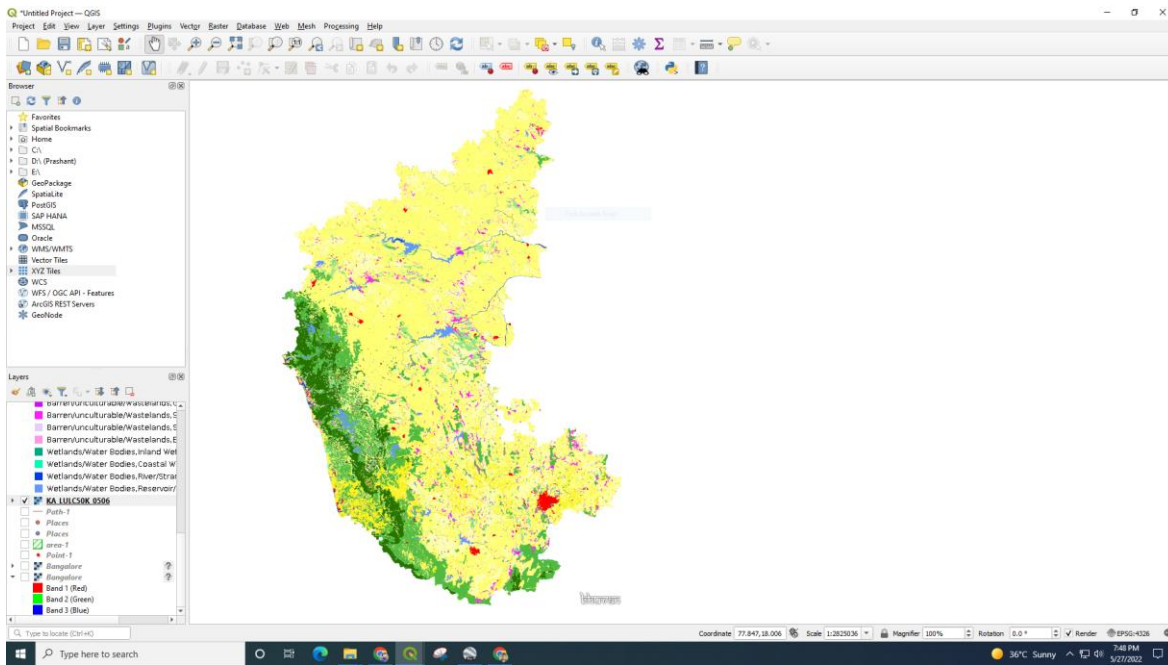 *Untitled Project — QGIS
Project Edit View Layer Settings Plugins Vector Raster Database Web Mesh Processing Help
Browser
Favorites
Spatial Bookmarks
Home
C:\
D:\ (Prashant)
E:\
GeoPackage
SpatiaLite
PostGIS
SAP HANA
MSSQL
Oracle
WMS/WMTS
Vector Tiles
XYZ Tiles
WCS
WFS / OGC API - Features
ArcGIS REST Servers
GeoNode
Layers
Barren/unculturable/Wastelands,
Barren/unculturable/Wastelands,S
Barren/unculturable/Wastelands,S
Barren/unculturable/Wastelands,B
Wetlands/Water Bodies,Inland Wet
Wetlands/Water Bodies,Coastal W
Wetlands/Water Bodies,River/Strea
Wetlands/Water Bodies,Reservoir/
KA_LULC50K_0506
Path-1
Places
Places
area-1
Point-1
Bangalore ?
Bangalore ?
Band 1 (Red)
Band 2 (Green)
Band 3 (Blue)
Bhuvan
Type to locate (Ctrl+K)
Coordinate 77.847,18.006 Scale 1:2825036 Magnifier 100% Rotation 0.0 ° Render EPSG:4326
Type here to search
36°C Sunny
7:48 PM
5/27/2022